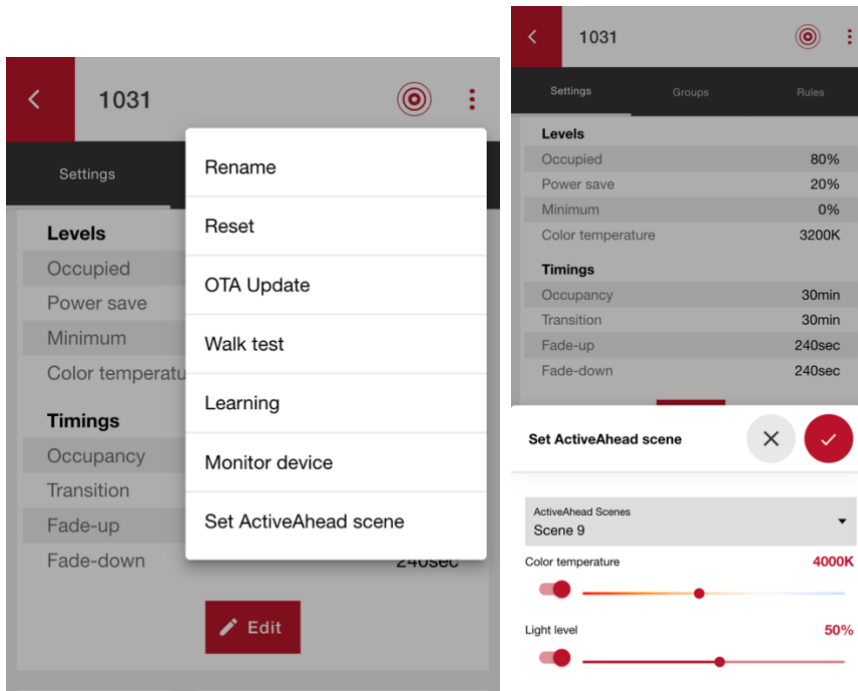 1031
Settings
Rename
Reset
OTA Update
Walk test
Learning
Monitor device
Set ActiveAhead scene
Levels
Occupied
Power save
Minimum
Color temperatu
Timings
Occupancy
Transition
Fade-up
Fade-down 240sec
Edit
1031
Settings Groups Rules
Levels
Occupied 80%
Power save 20%
Minimum 0%
Color temperature 3200K
Timings
Occupancy 30min
Transition 30min
Fade-up 240sec
Fade-down 240sec
Set ActiveAhead scene
ActiveAhead Scenes
Scene 9
Color temperature 4000K
Light level 50%